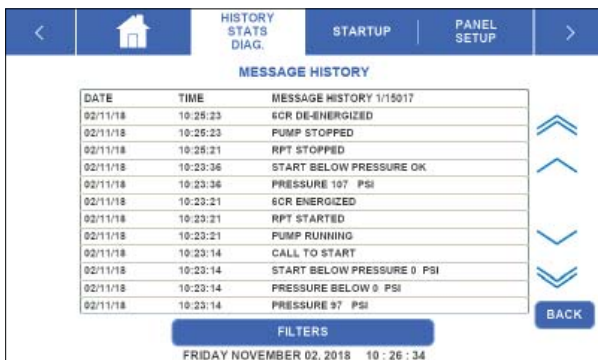 HISTORY
STATS
DIAG.
STARTUP
PANEL
SETUP
MESSAGE HISTORY
DATE TIME MESSAGE HISTORY 1/15017
02/11/18 10:25:23 6CR DE-ENERGIZED
02/11/18 10:25:23 PUMP STOPPED
02/11/18 10:25:21 RPT STOPPED
02/11/18 10:23:36 START BELOW PRESSURE OK
02/11/18 10:23:36 PRESSURE 107 PSI
02/11/18 10:23:21 6CR ENERGIZED
02/11/18 10:23:21 RPT STARTED
02/11/18 10:23:21 PUMP RUNNING
02/11/18 10:23:14 CALL TO START
02/11/18 10:23:14 START BELOW PRESSURE 0 PSI
02/11/18 10:23:14 PRESSURE BELOW 0 PSI
02/11/18 10:23:14 PRESSURE 97 PSI
BACK
FILTERS
FRIDAY NOVEMBER 02, 2018 10 : 26 : 34